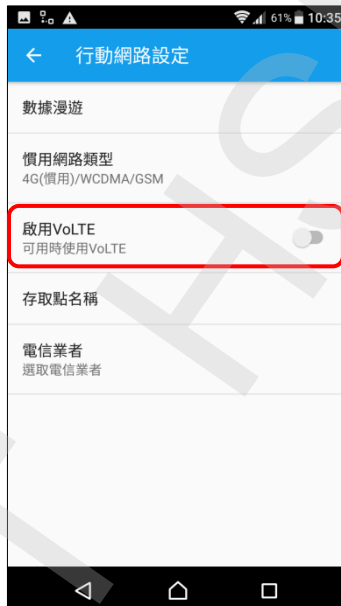 61% 10:35
行動網路設定
數據漫遊
慣用網路類型
4G(慣用)/WCDMA/GSM
啟用VoLTE
可用時使用VoLTE
存取點名稱
電信業者
選取電信業者